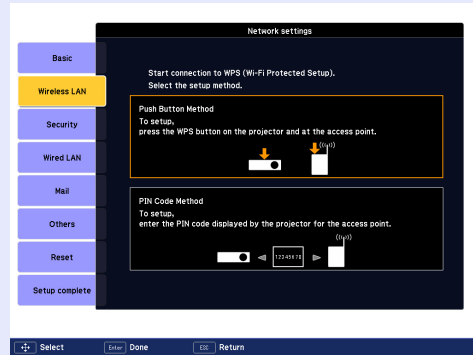 Network settings
Basic
Wireless LAN
Security
Wired LAN
Mail
Others
Reset
Setup complete
Start connection to WPS (Wi-Fi Protected Setup).
Select the setup method.
Push Button Method
To setup,
press the WPS button on the projector and at the access point.
PIN Code Method
To setup,
enter the PIN code displayed by the projector for the access point.
12345678
Select Enter Done ESC Return